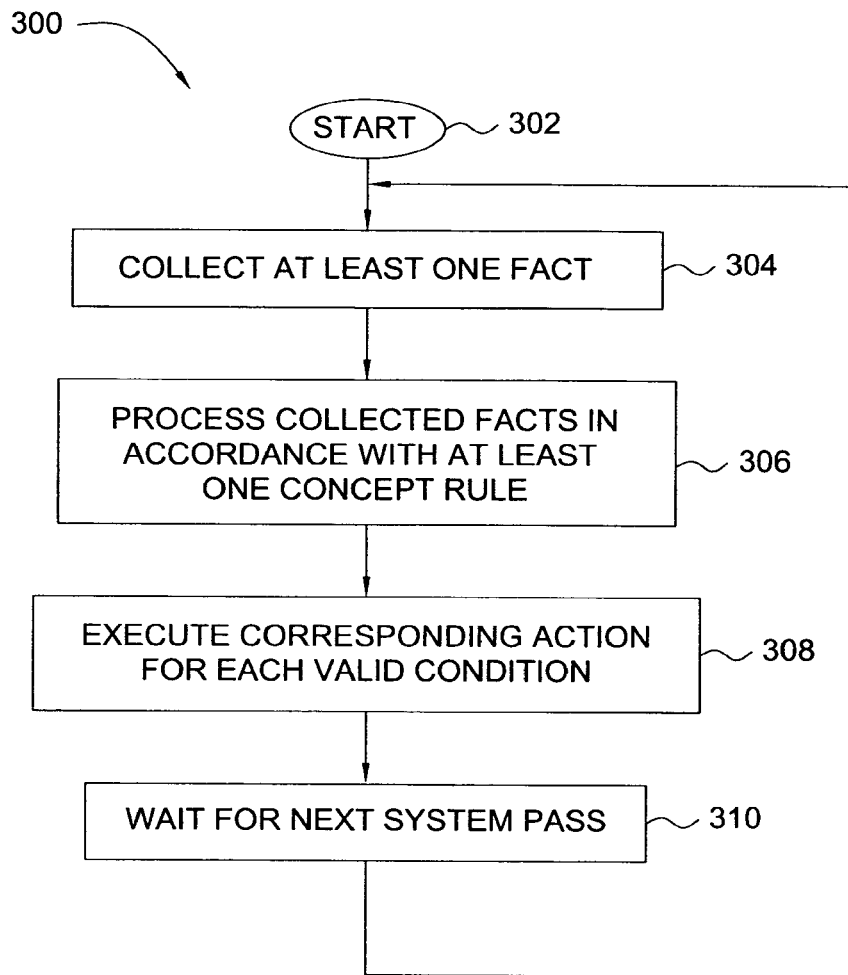 300
START
302
COLLECT AT LEAST ONE FACT
304
PROCESS COLLECTED FACTS IN
ACCORDANCE WITH AT LEAST
ONE CONCEPT RULE
306
EXECUTE CORRESPONDING ACTION
FOR EACH VALID CONDITION
308
WAIT FOR NEXT SYSTEM PASS
310